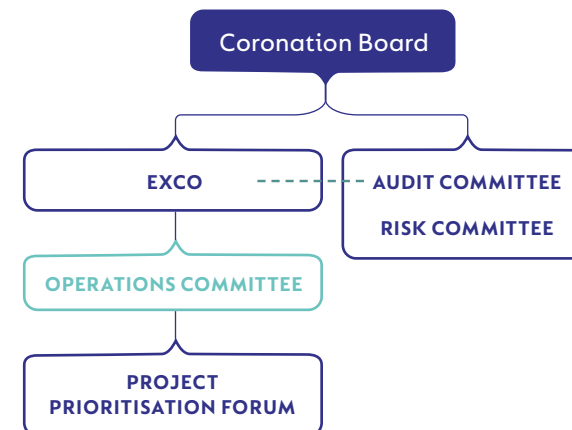 Coronation Board
EXCO
AUDIT COMMITTEE
RISK COMMITTEE
OPERATIONS COMMITTEE
PROJECT
PRIORITISATION FORUM